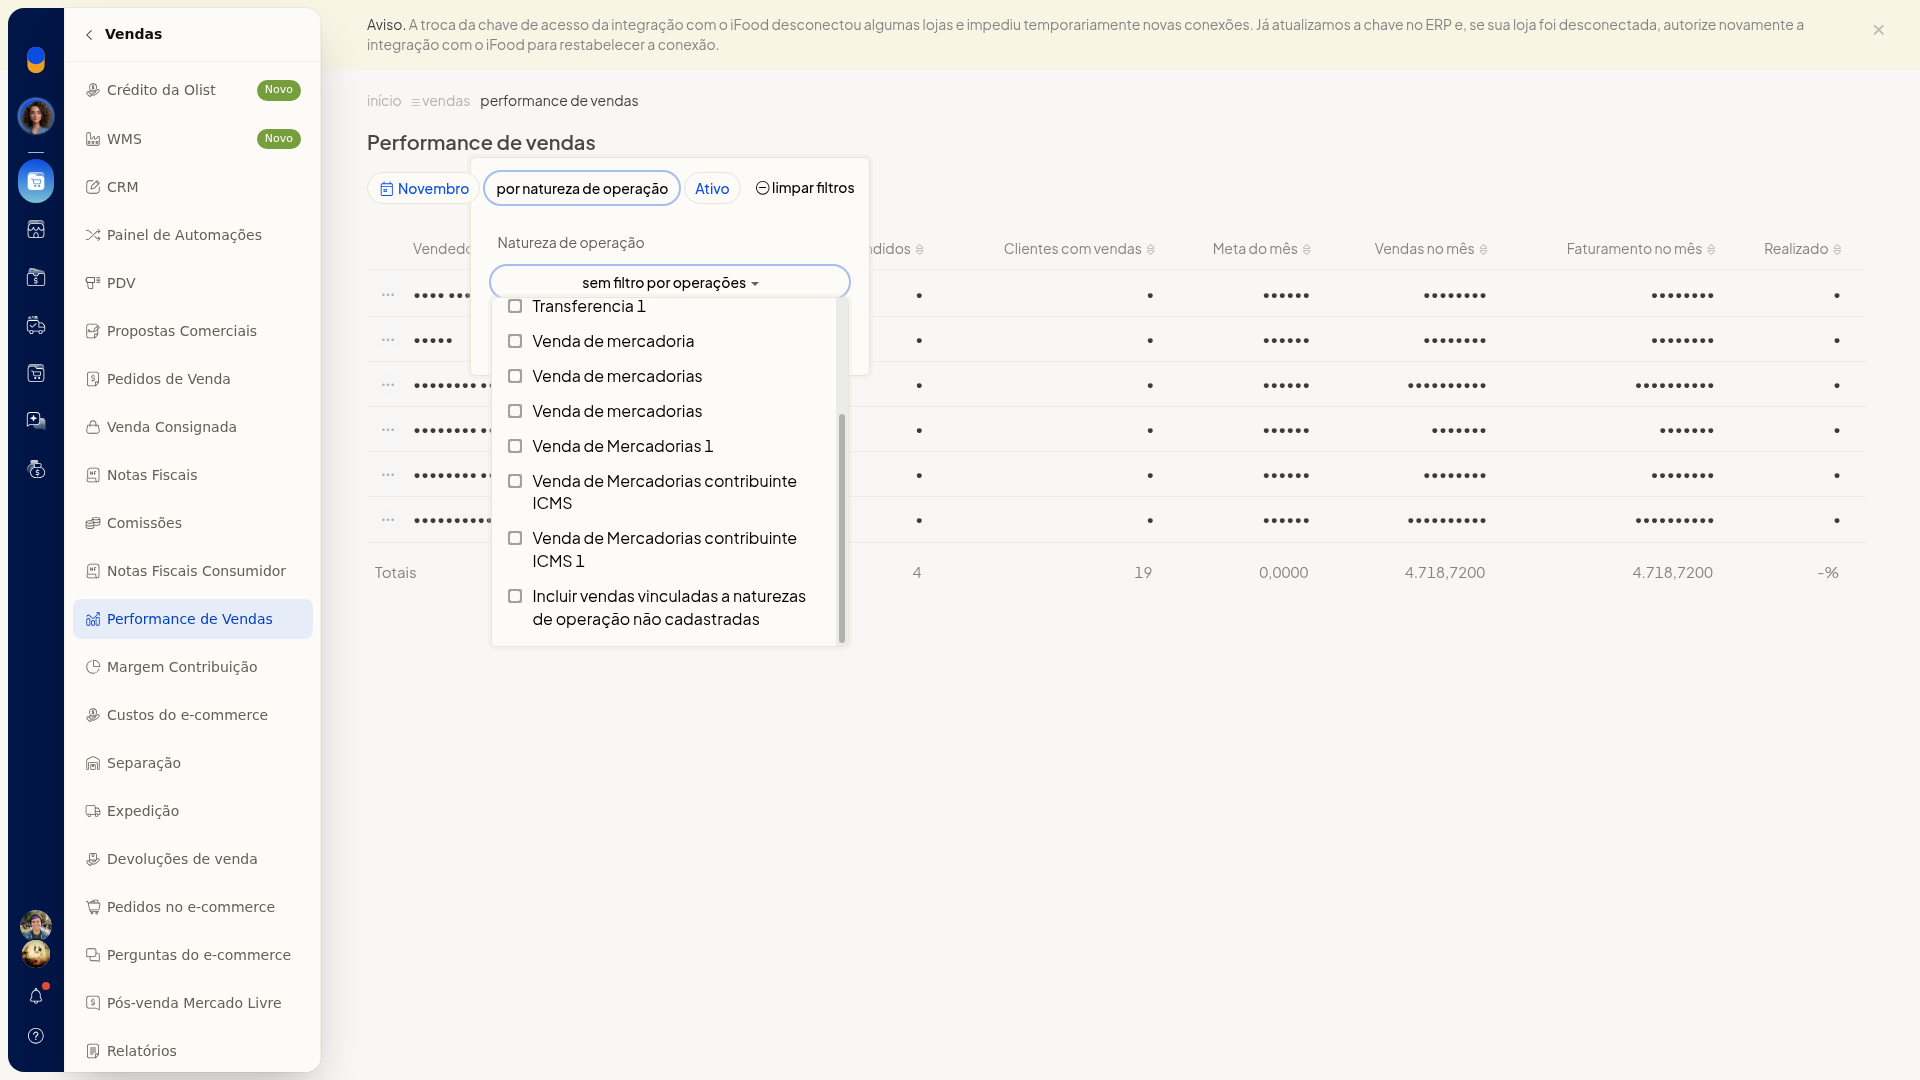 Vendas
Crédito da Olist Novo
WMS Novo
CRM
Painel de Automações
PDV
Propostas Comerciais
Pedidos de Venda
Venda Consignada
Notas Fiscais
Comissões
Notas Fiscais Consumidor
Performance de Vendas
Margem Contribuição
Custos do e-commerce
Separação
Expedição
Devoluções de venda
Pedidos no e-commerce
Perguntas do e-commerce
Pós-venda Mercado Livre
Relatórios
Aviso. A troca da chave de acesso da integração com o iFood desconectou algumas lojas e impediu temporariamente novas conexões. Já atualizamos a chave no ERP e, se sua loja foi desconectada, autorize novamente a
integração com o iFood para restabelecer a conexão.
início vendas performance de vendas
Performance de vendas
Novembro por natureza de operação Ativo limpar filtros
Natureza de operação
sem filtro por operações
Transferencia 1
Venda de mercadoria
Venda de mercadorias
Venda de mercadorias
Venda de Mercadorias 1
Venda de Mercadorias contribuinte
ICMS
Venda de Mercadorias contribuinte
ICMS 1
Incluir vendas vinculadas a naturezas
de operação não cadastradas
Clientes com vendas Meta do mês Vendas no mês Faturamento no mês Realizado
•••••• •••••••• ••••••••
•••••• •••••••• ••••••••
•••••• •••••••••• ••••••••••
•••••• ••••••• •••••••
•••••• •••••••• ••••••••
•••••• •••••••••• ••••••••••
Totais 4 19 0,0000 4.718,7200 4.718,7200 -%